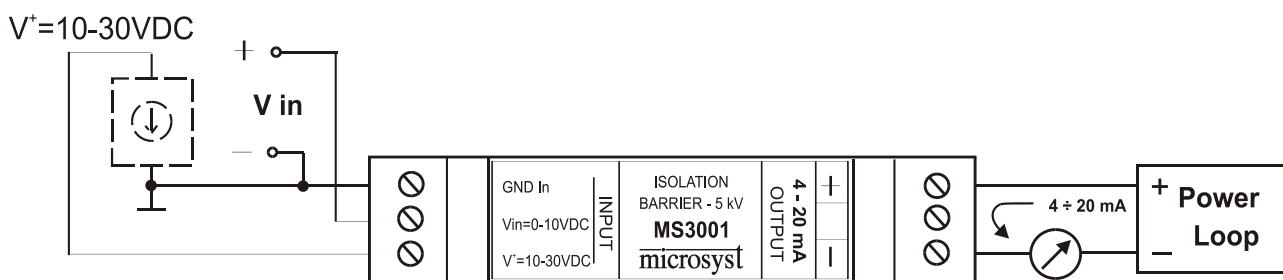 V⁺=10-30VDC
+
V in
–
GND In
Vin=0-10VDC
V⁺=10-30VDC
INPUT
ISOLATION
BARRIER - 5 kV
MS3001
microsyst
OUTPUT
4 - 20 mA
+
–
4 ÷ 20 mA
+
Power
Loop
–